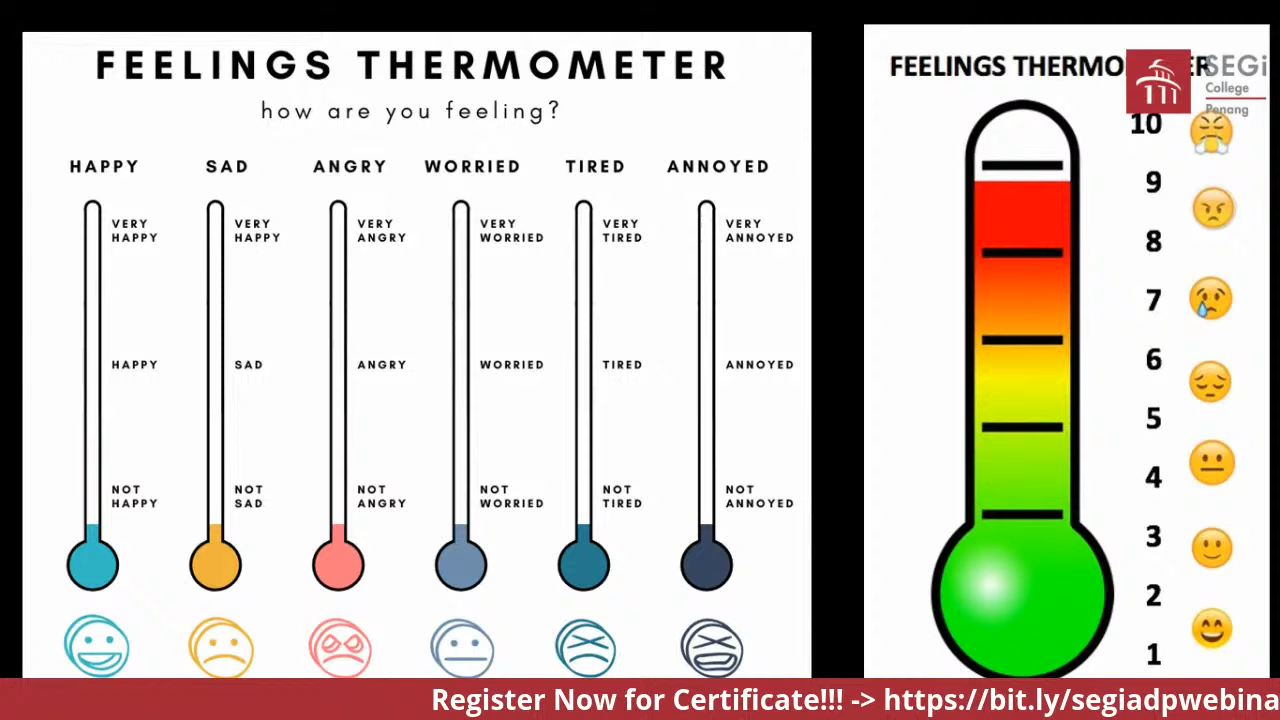 FEELINGS THERMOMETER
how are you feeling?
HAPPY SAD ANGRY WORRIED TIRED ANNOYED
VERY VERY VERY VERY VERY VERY
HAPPY HAPPY ANGRY WORRIED TIRED ANNOYED
HAPPY SAD ANGRY WORRIED TIRED ANNOYED
NOT NOT NOT NOT NOT NOT
HAPPY SAD ANGRY WORRIED TIRED ANNOYED
FEELINGS THERMO ER
SEGi
College
Penang
10
9
8
7
6
5
4
3
2
1
Register Now for Certificate!!! -> https://bit.ly/segiadpwebina